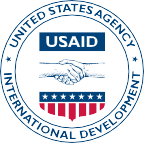 UNITED STATES AGENCY
USAID
INTERNATIONAL DEVELOPMENT